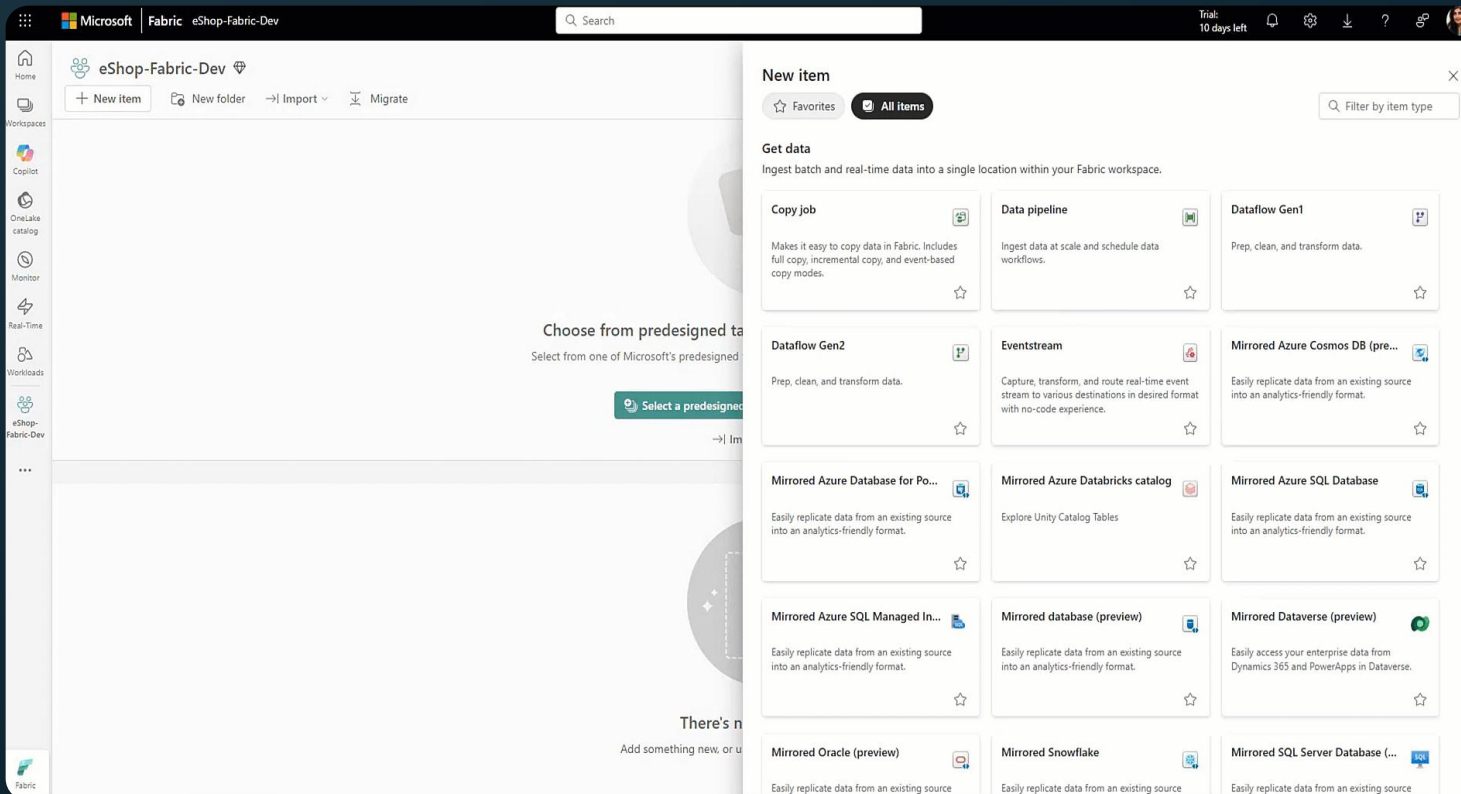 Microsoft Fabric eShop-Fabric-Dev
Search
Trial:
10 days left
Home
Workspaces
Copilot
OneLake
catalog
Monitor
Real-Time
Workloads
eShop-
Fabric-Dev
Fabric
eShop-Fabric-Dev
New item
New folder
Import
Migrate
Choose from predesigned ta
Select from one of Microsoft's predesigned
Select a predesigned
Im
There's n
Add something new, or u
New item
Favorites
All items
Filter by item type
Get data
Ingest batch and real-time data into a single location within your Fabric workspace.
Copy job
Makes it easy to copy data in Fabric. Includes
full copy, incremental copy, and event-based
copy modes.
Data pipeline
Ingest data at scale and schedule data
workflows.
Dataflow Gen1
Prep, clean, and transform data.
Dataflow Gen2
Prep, clean, and transform data.
Eventstream
Capture, transform, and route real-time event
stream to various destinations in desired format
with no-code experience.
Mirrored Azure Cosmos DB (pre...
Easily replicate data from an existing source
into an analytics-friendly format.
Mirrored Azure Database for Po...
Easily replicate data from an existing source
into an analytics-friendly format.
Mirrored Azure Databricks catalog
Explore Unity Catalog Tables
Mirrored Azure SQL Database
Easily replicate data from an existing source
into an analytics-friendly format.
Mirrored Azure SQL Managed In...
SQL
Easily replicate data from an existing source
into an analytics-friendly format.
Mirrored database (preview)
Easily replicate data from an existing source
into an analytics-friendly format.
Mirrored Dataverse (preview)
Easily access your enterprise data from
Dynamics 365 and PowerApps in Dataverse.
Mirrored Oracle (preview)
Easily replicate data from an existing source
Mirrored Snowflake
Easily replicate data from an existing source
Mirrored SQL Server Database (...
SQL
Easily replicate data from an existing source